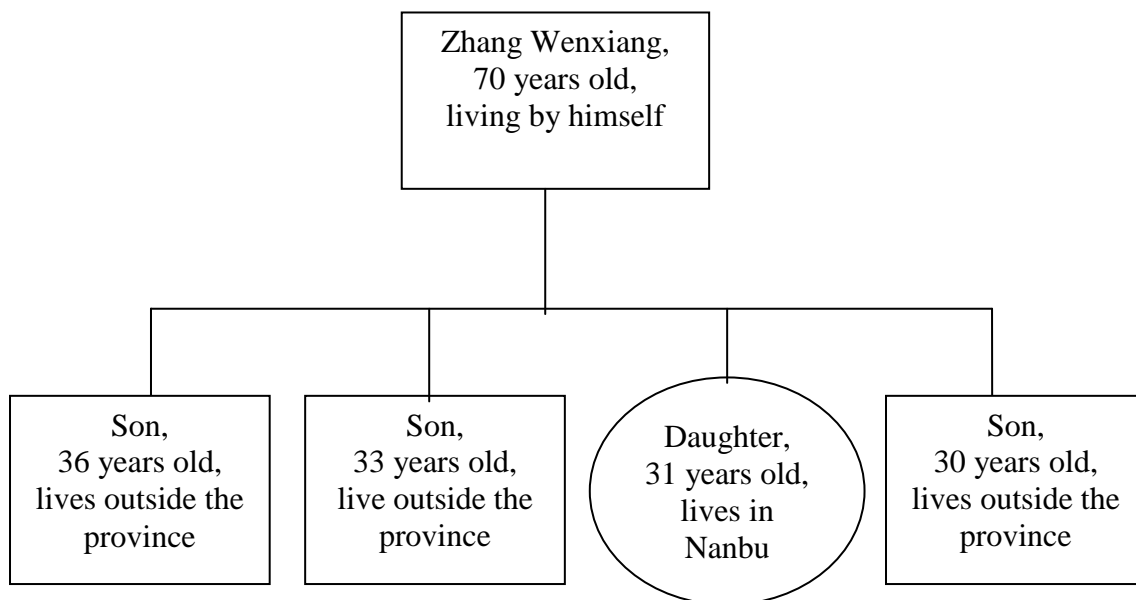 Zhang Wenxiang,
70 years old,
living by himself
Son,
36 years old,
lives outside the
province
Son,
33 years old,
live outside the
province
Daughter,
31 years old,
lives in
Nanbu
Son,
30 years old,
lives outside the
province